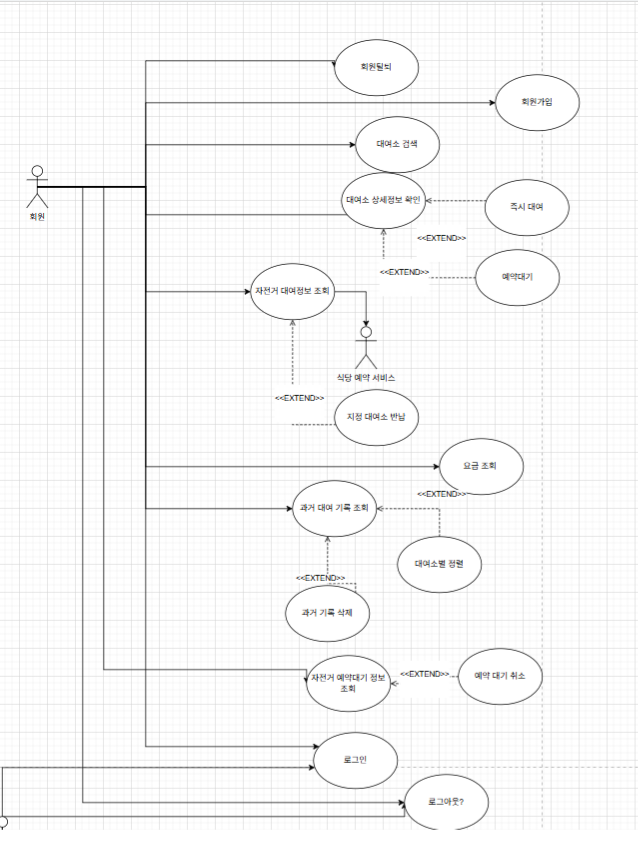 회원탈퇴
회원가입
대여소 검색
대여소 상세정보 확인
즉시 대여
회원
<<EXTEND>>
<<EXTEND>>
예약대기
자전거 대여정보 조회
식당 예약 서비스
<<EXTEND>>
지정 대여소 반납
요금 조회
<<EXTEND>>
과거 대여 기록 조회
대여소별 정렬
<<EXTEND>>
과거 기록 삭제
자전거 예약대기 정보
조회
<<EXTEND>>
예약 대기 취소
로그인
로그아웃?